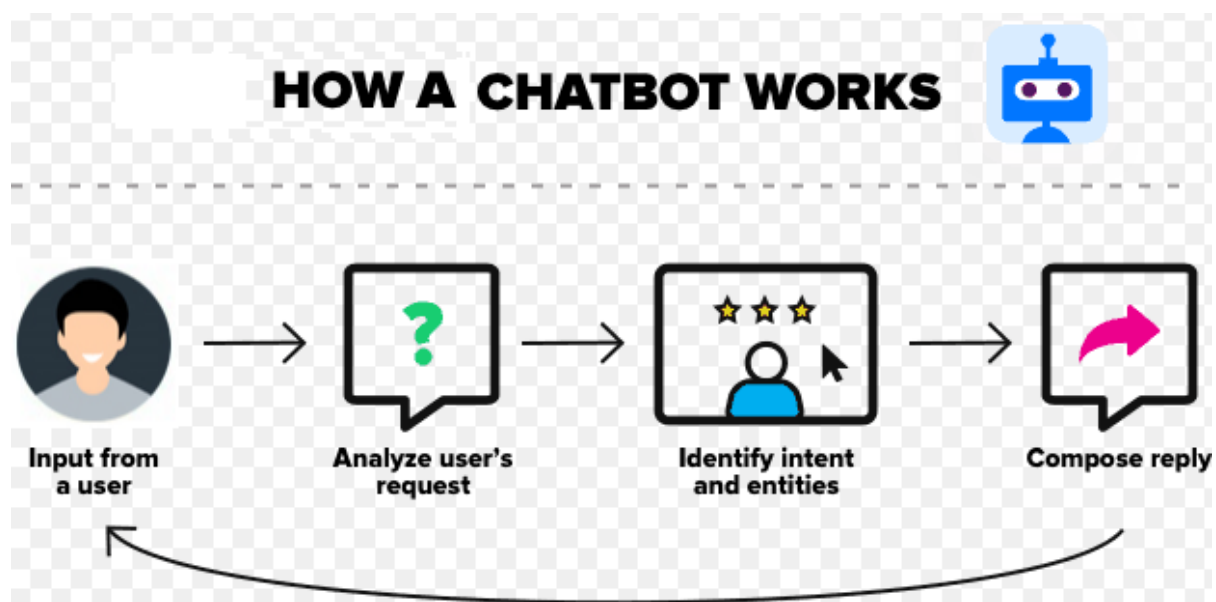 HOW A CHATBOT WORKS
Input from
a user
Analyze user's
request
Identify intent
and entities
Compose reply